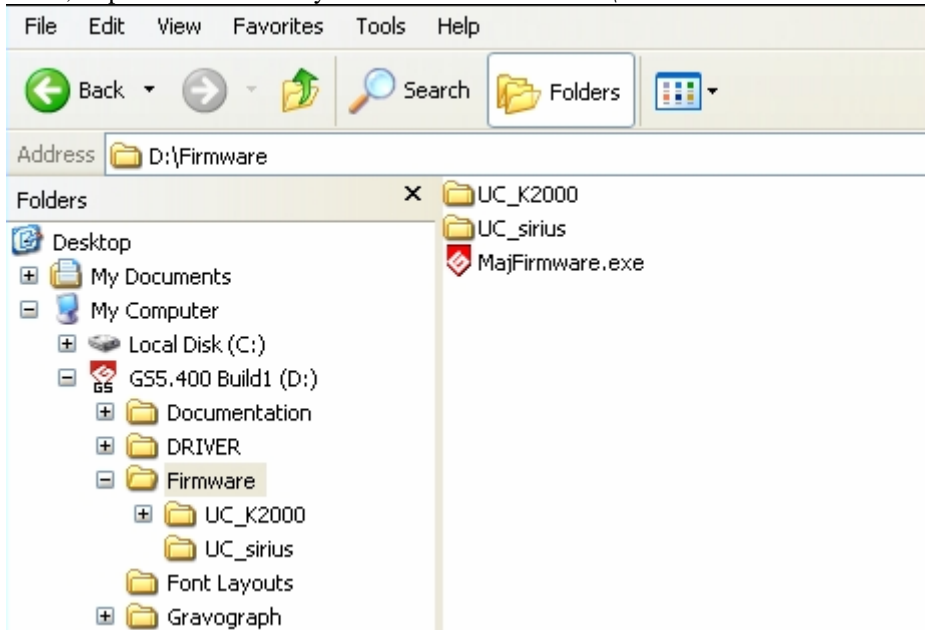 File Edit View Favorites Tools Help
Back Search Folders
Address D:\Firmware
Folders X
Desktop
My Documents
My Computer
Local Disk (C:)
GS5.400 Build1 (D:)
GS
Documentation
DRIVER
Firmware
UC_K2000
UC_sirius
Font Layouts
Gravograph
UC_K2000
UC_sirius
MajFirmware.exe